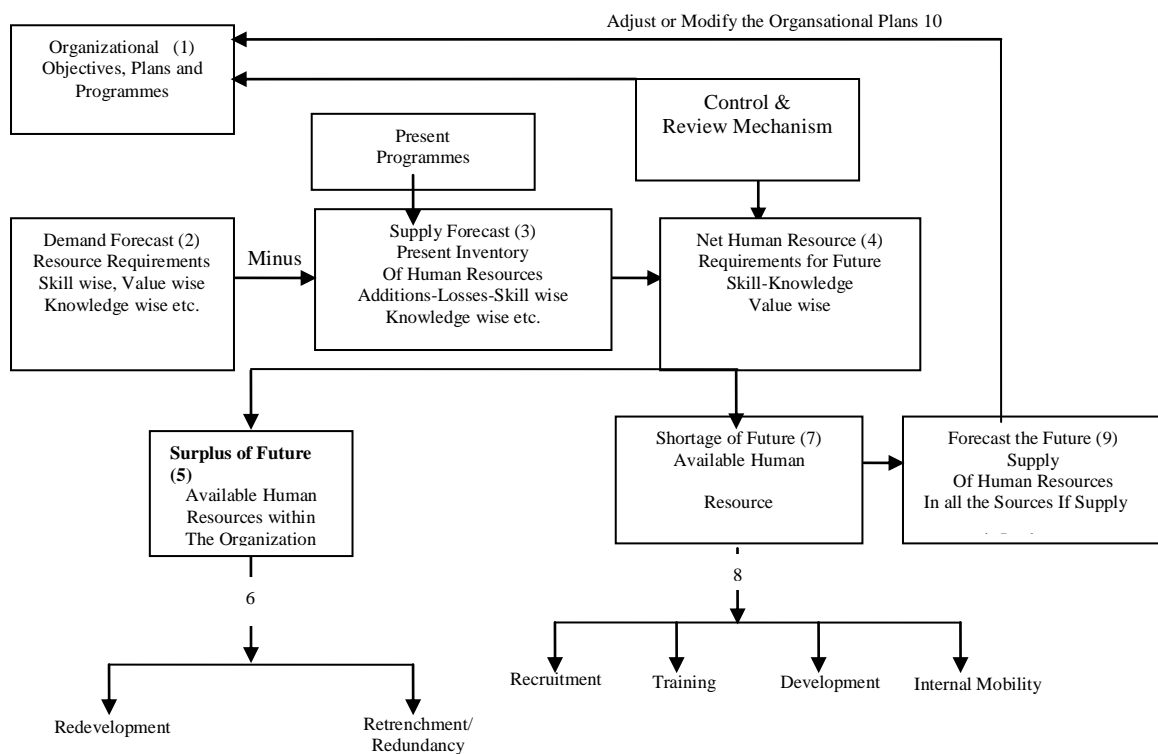 Adjust or Modify the Organsational Plans 10
Organizational (1)
Objectives, Plans and
Programmes
Control &
Review Mechanism
Present
Programmes
Demand Forecast (2)
Resource Requirements
Skill wise, Value wise
Knowledge wise etc.
Minus
Supply Forecast (3)
Present Inventory
Of Human Resources
Additions-Losses-Skill wise
Knowledge wise etc.
Net Human Resource (4)
Requirements for Future
Skill-Knowledge
Value wise
Surplus of Future
(5)
Available Human
Resources within
The Organization
Shortage of Future (7)
Available Human
Resource
Forecast the Future (9)
Supply
Of Human Resources
In all the Sources If Supply
6
8
Redevelopment
Retrenchment/
Redundancy
Recruitment
Training
Development
Internal Mobility